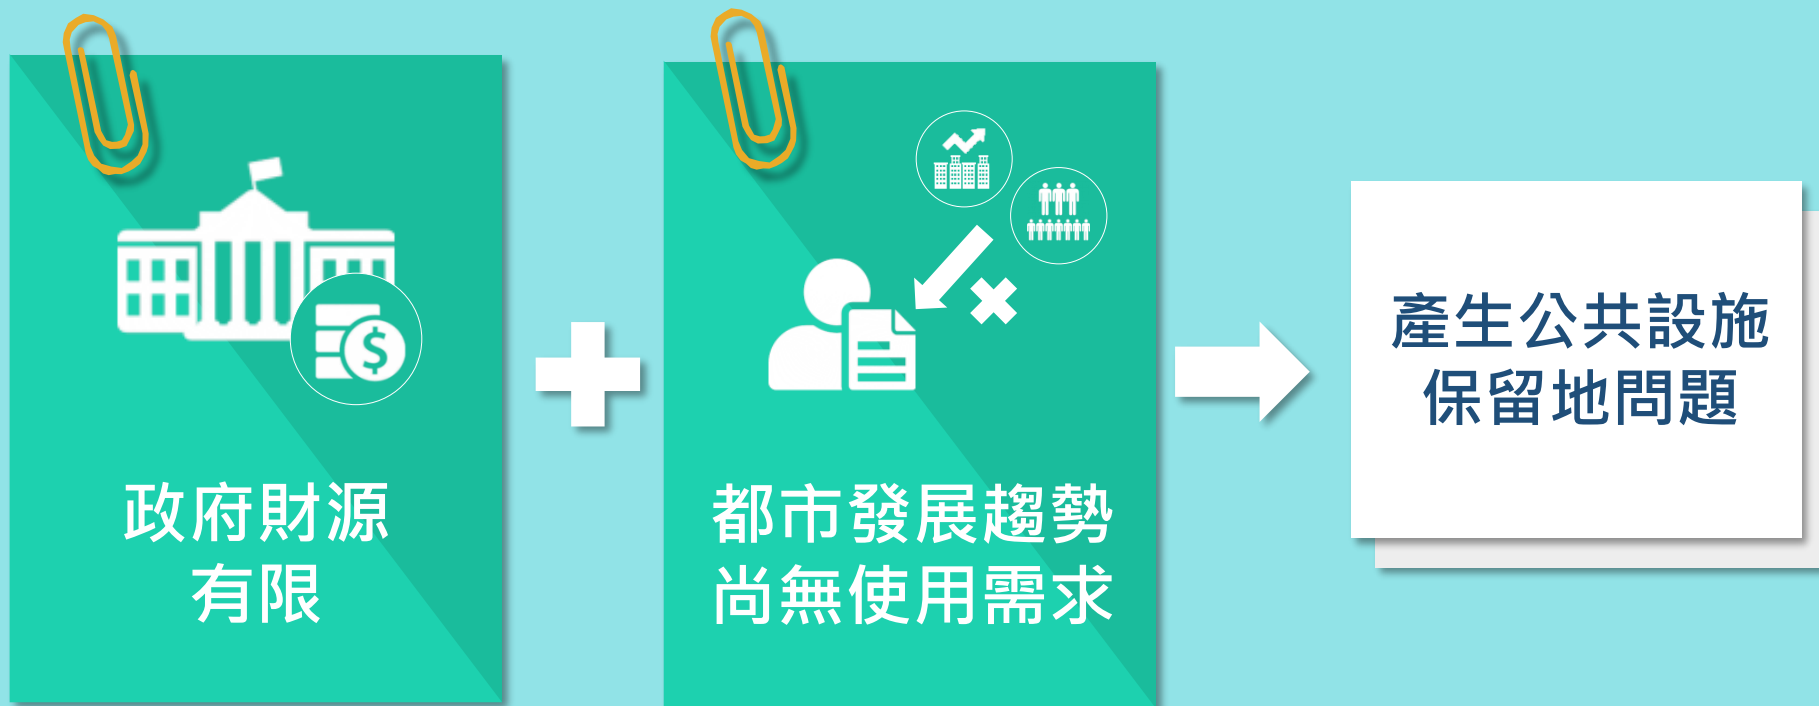 政府財源
有限
都市發展趨勢
尚無使用需求
產生公共設施
保留地問題